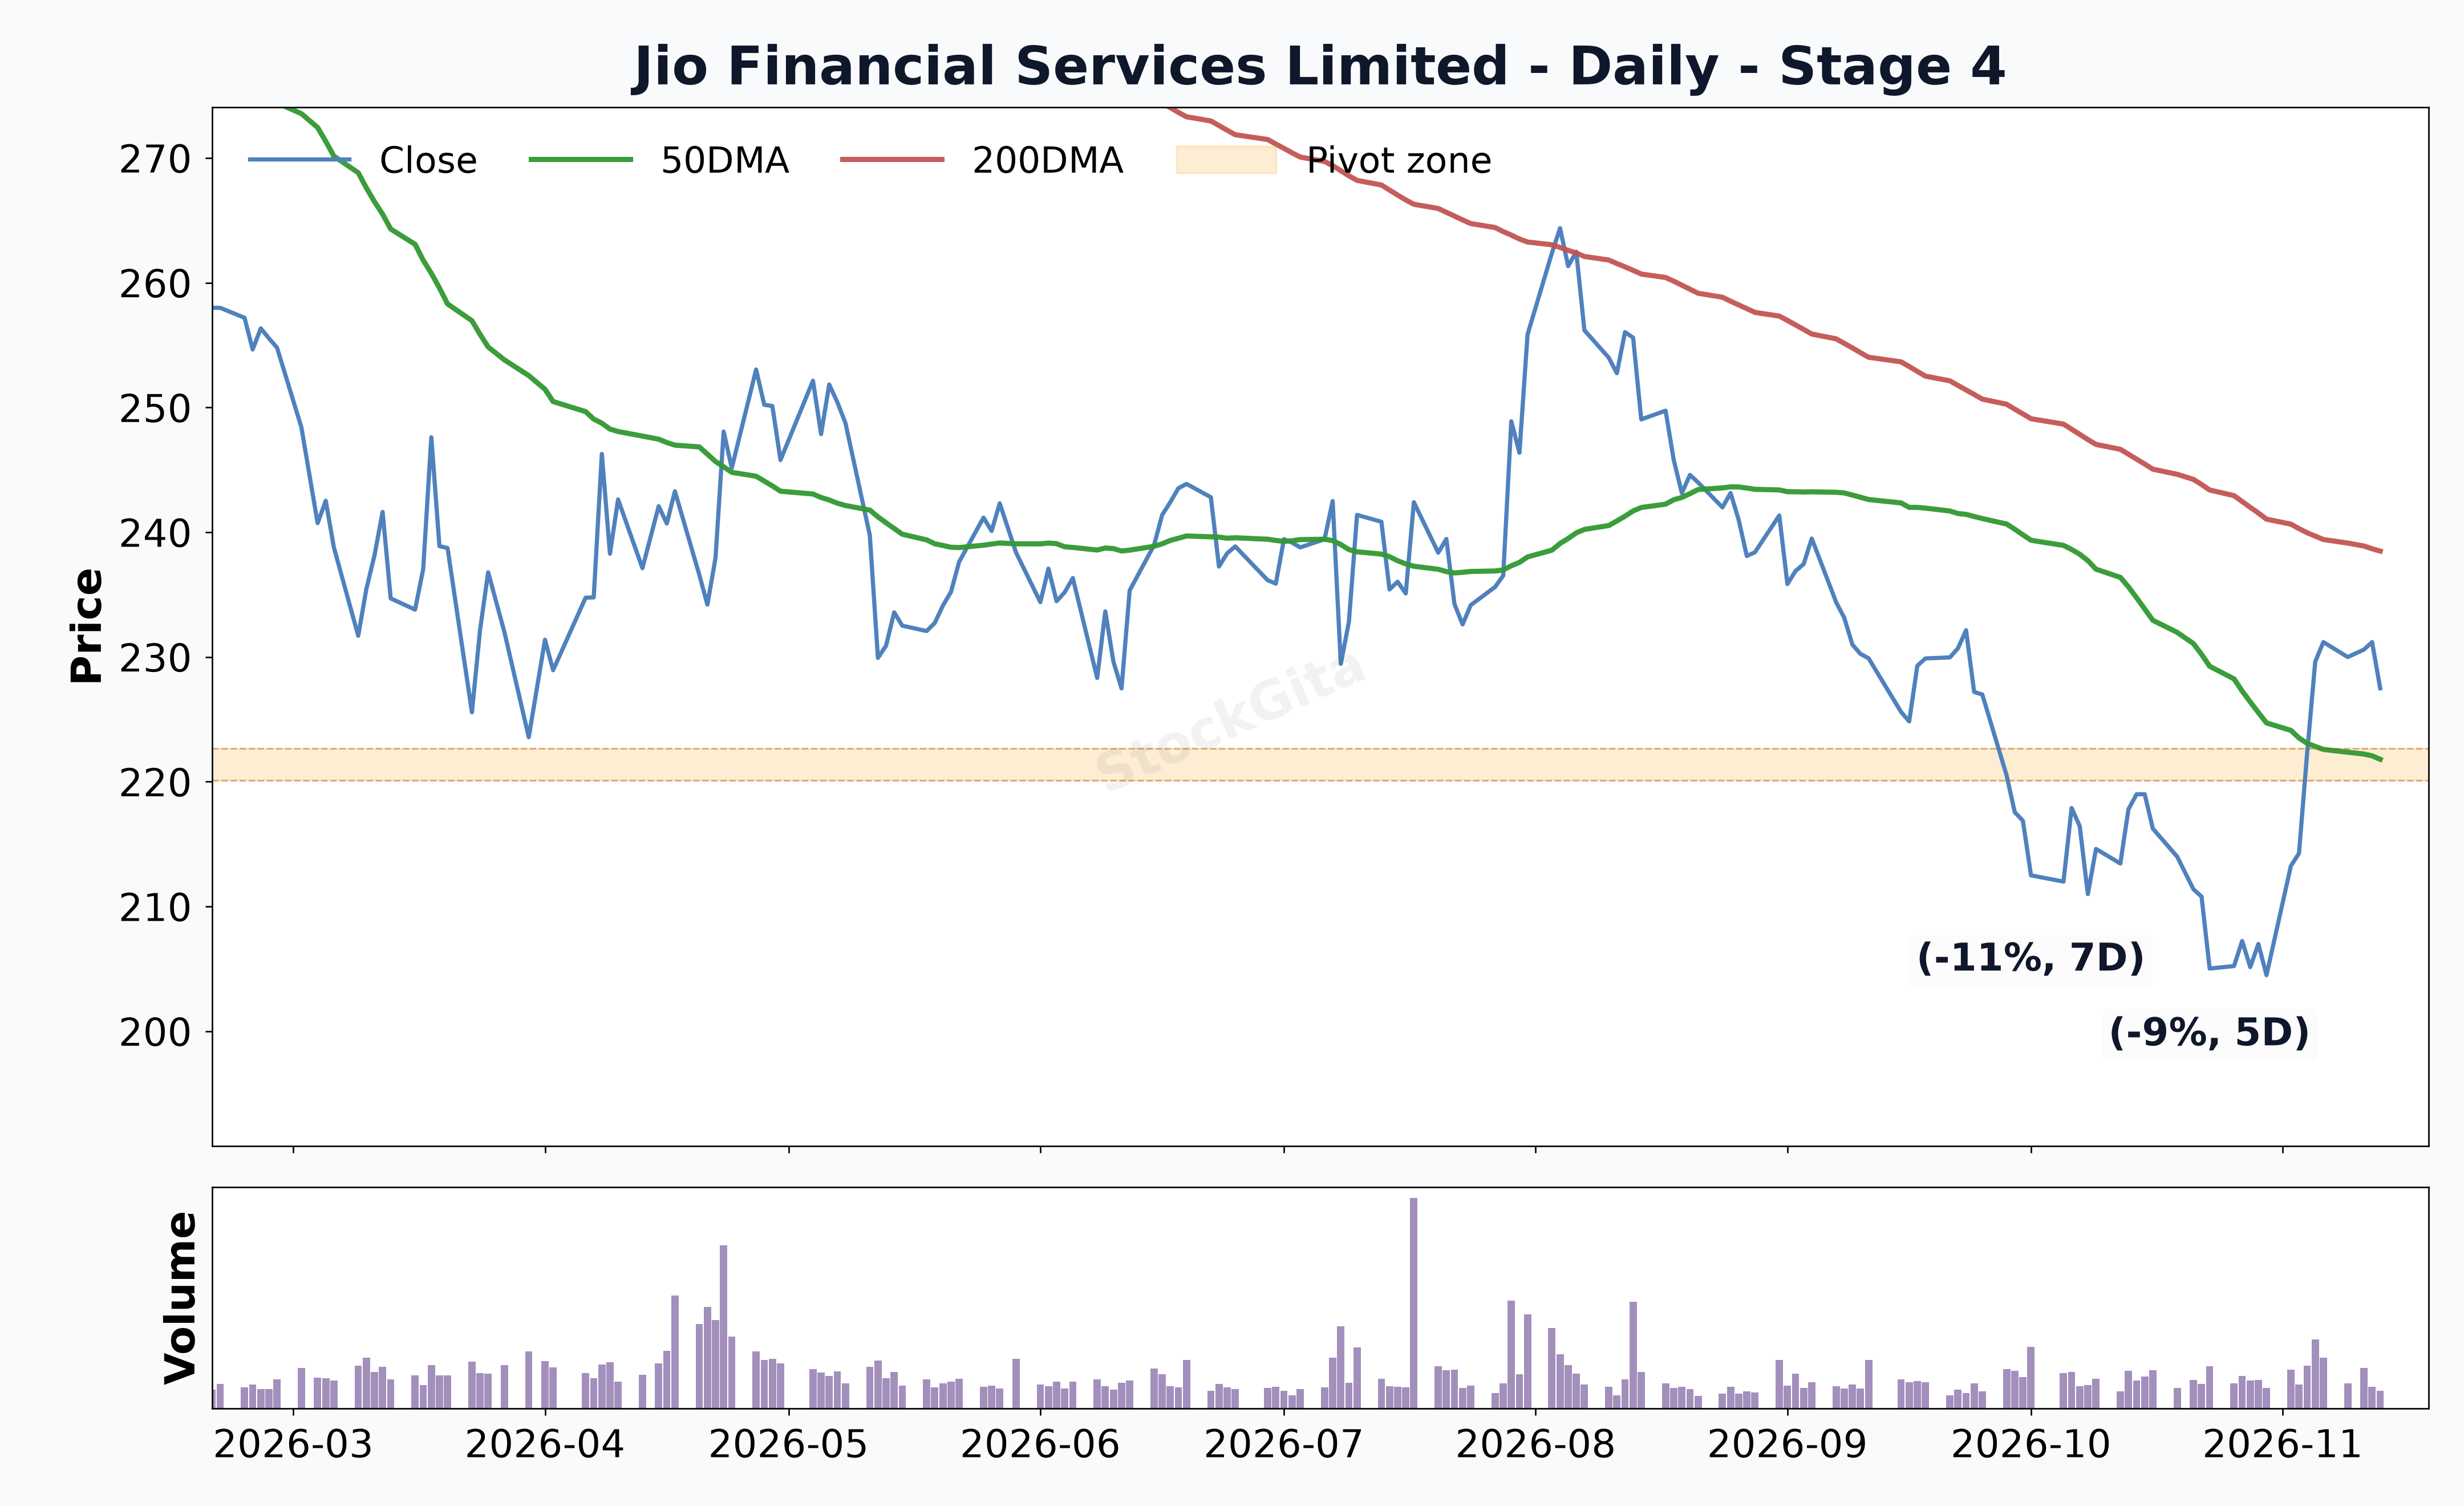 Jio Financial Services Limited - Daily - Stage 4
Close 50DMA 200DMA Pivot zone
270
260
250
240
230
220
210
200
Price
StockGita
(-11%, 7D)
(-9%, 5D)
Volume
2026-03 2026-04 2026-05 2026-06 2026-07 2026-08 2026-09 2026-10 2026-11